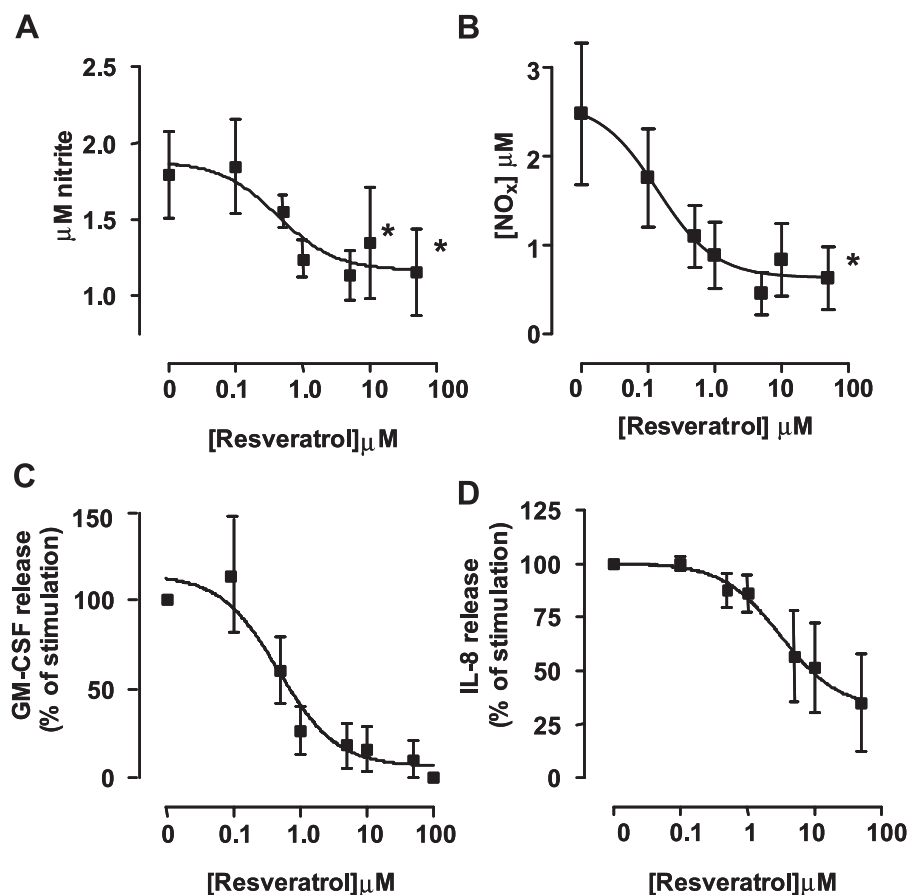 A
2.5
2.0
1.5
1.0
μM nitrite
*
*
0 0.1 1.0 10 100
[Resveratrol]μM
B
3
2
1
0
[NOx] μM
*
0 0.1 1.0 10 100
[Resveratrol] μM
C
150
100
50
0
GM-CSF release
(% of stimulation)
0 0.1 1.0 10 100
[Resveratrol]μM
D
125
100
75
50
25
0
IL-8 release
(% of stimulation)
0 0.1 1 10 100
[Resveratrol]μM